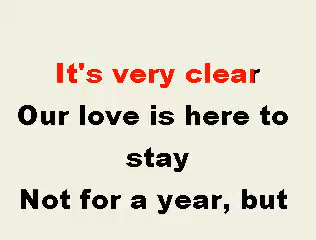 It's very clear
Our love is here to
stay
Not for a year, but